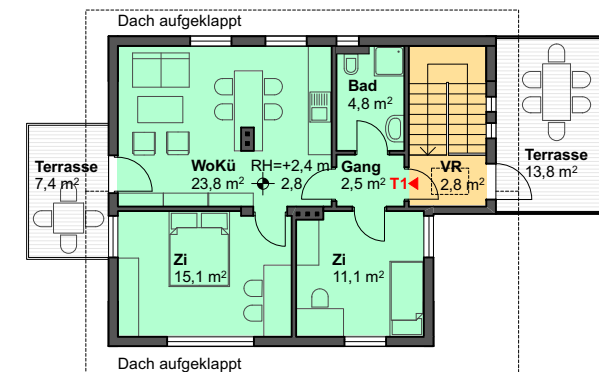 Dach aufgeklappt
Bad
4,8 m²
Terrasse
7,4 m²
WoKü
23,8 m²
RH=+2,4 m
2,8
Gang
2,5 m²
T1
VR
2,8 m²
Terrasse
13,8 m²
Zi
15,1 m²
Zi
11,1 m²
Dach aufgeklappt